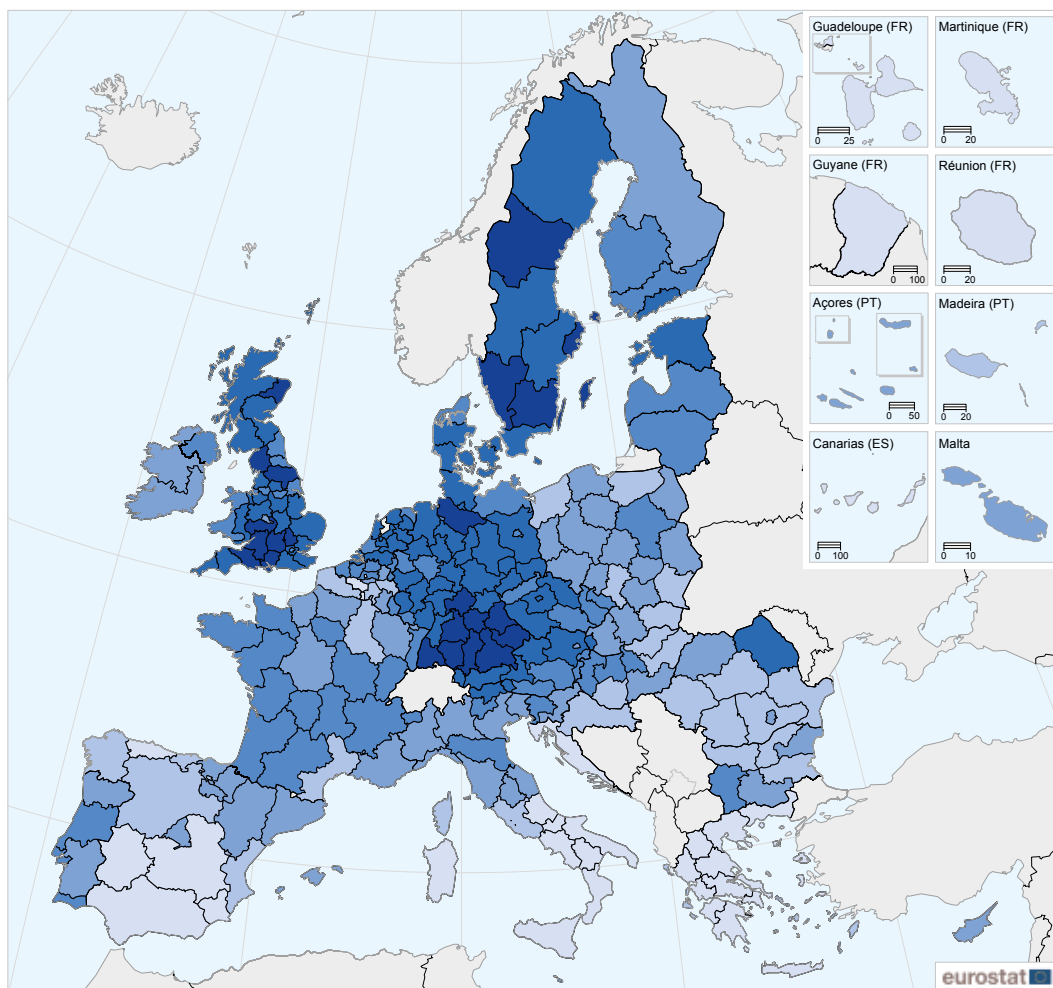 Guadeloupe (FR)
0 25
Martinique (FR)
0 20
Guyane (FR)
0 100
Réunion (FR)
0 20
Açores (PT)
0 50
Madeira (PT)
0 20
Canarias (ES)
0 100
Malta
0 10
eurostat